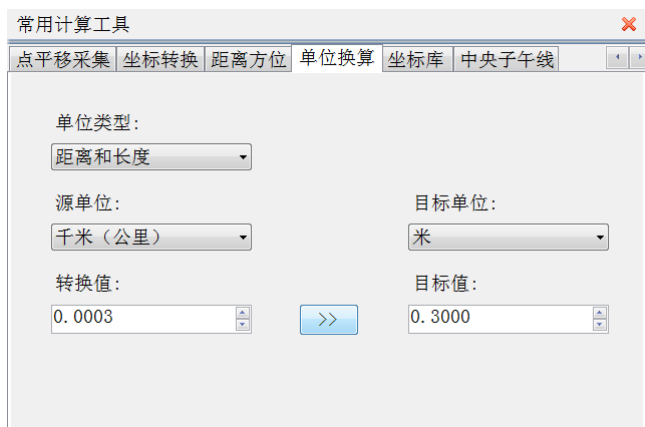 常用计算工具
点平移采集 坐标转换 距离方位 单位换算 坐标库 中央子午线
单位类型:
距离和长度
源单位: 目标单位:
千米（公里） 米
转换值: 目标值:
0.0003 >> 0.3000